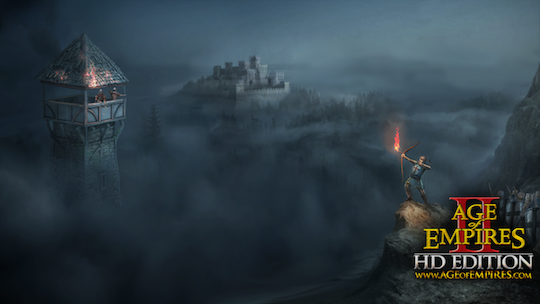 AGE
of
EMPIRES
II
HD EDITION
www.AGEOFEMPIRES.com